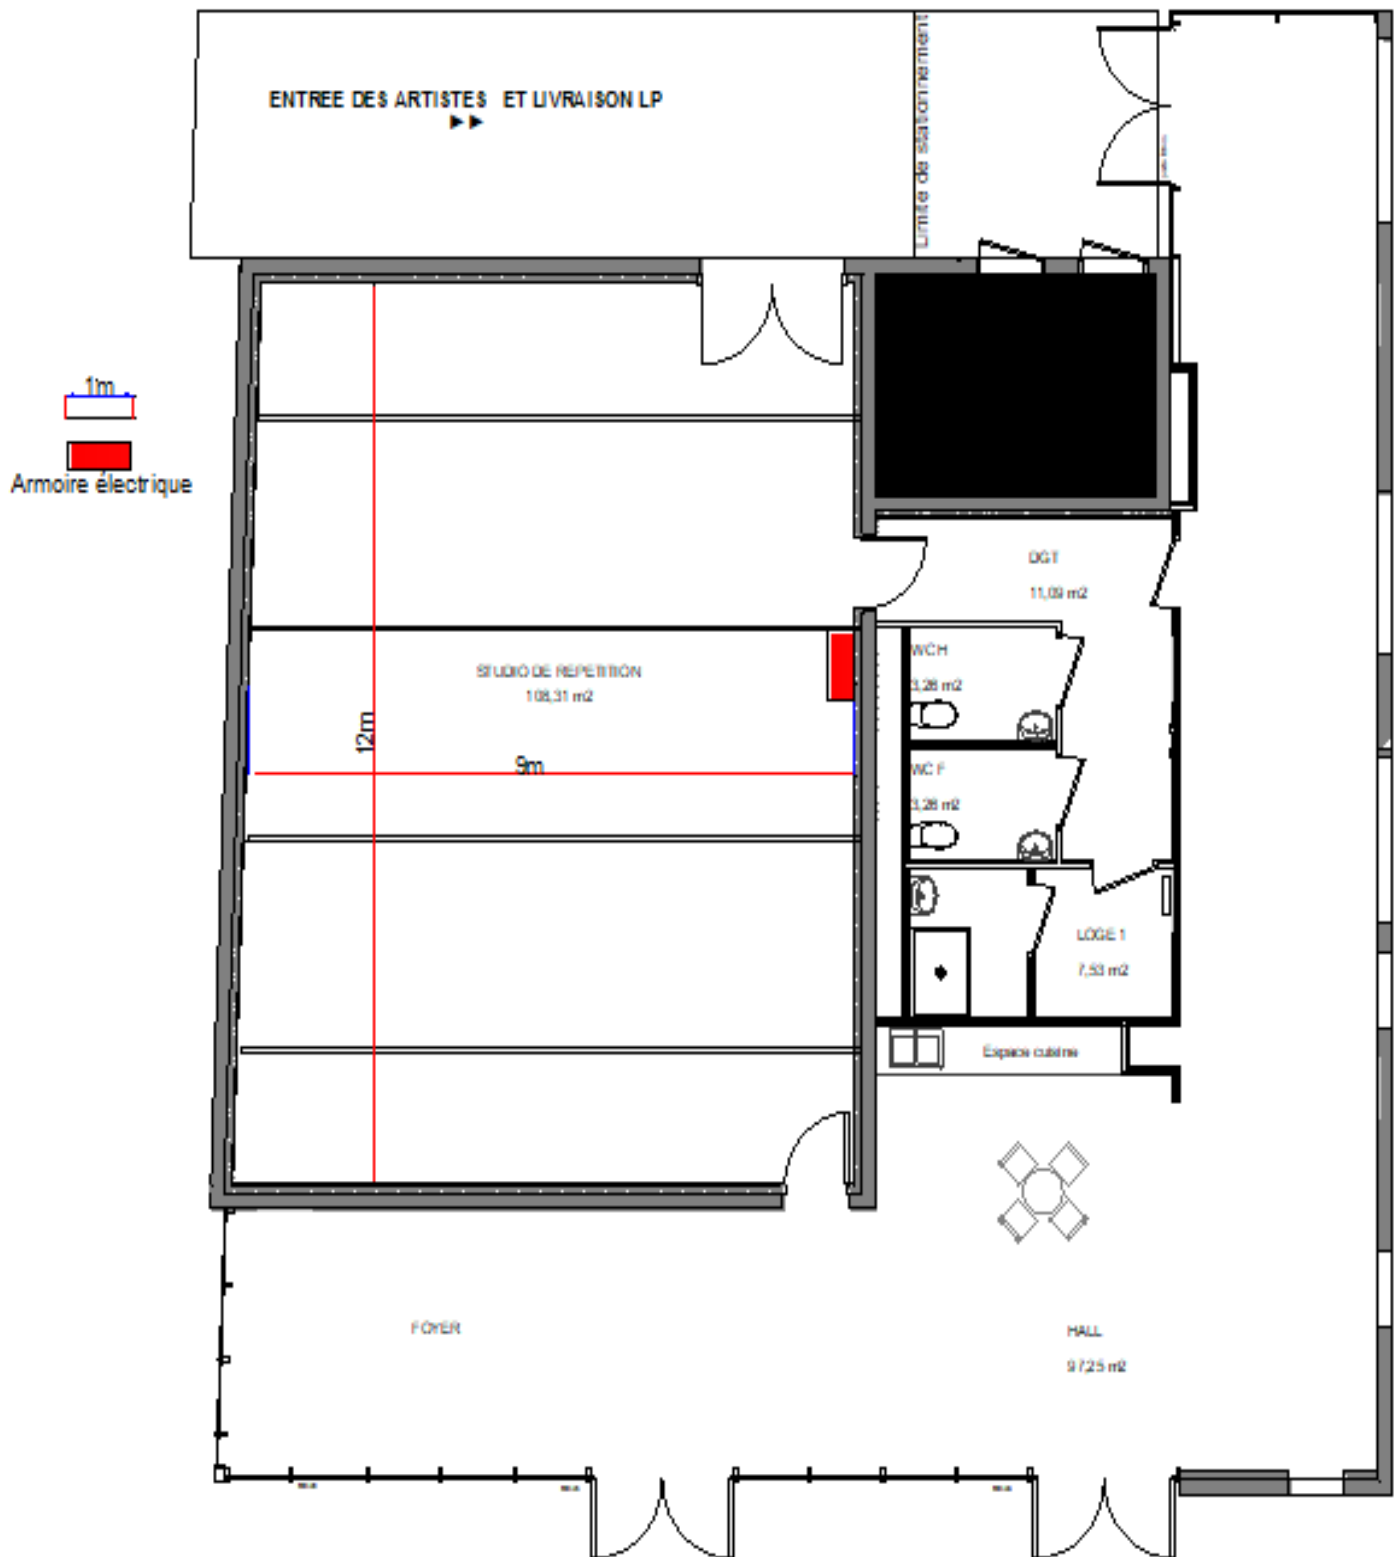 ENTREE DES ARTISTES ET LIVRAISON LP
Limite de stationnement
1m
Armoire électrique
DGT
11,09 m2
STUDIO DE REPETITION
108,31 m2
WC H
3,26 m2
12m
9m
WC F
3,26 m2
LOGE 1
7,53 m2
Espace cuisine
FOYER
HALL
97,25 m2